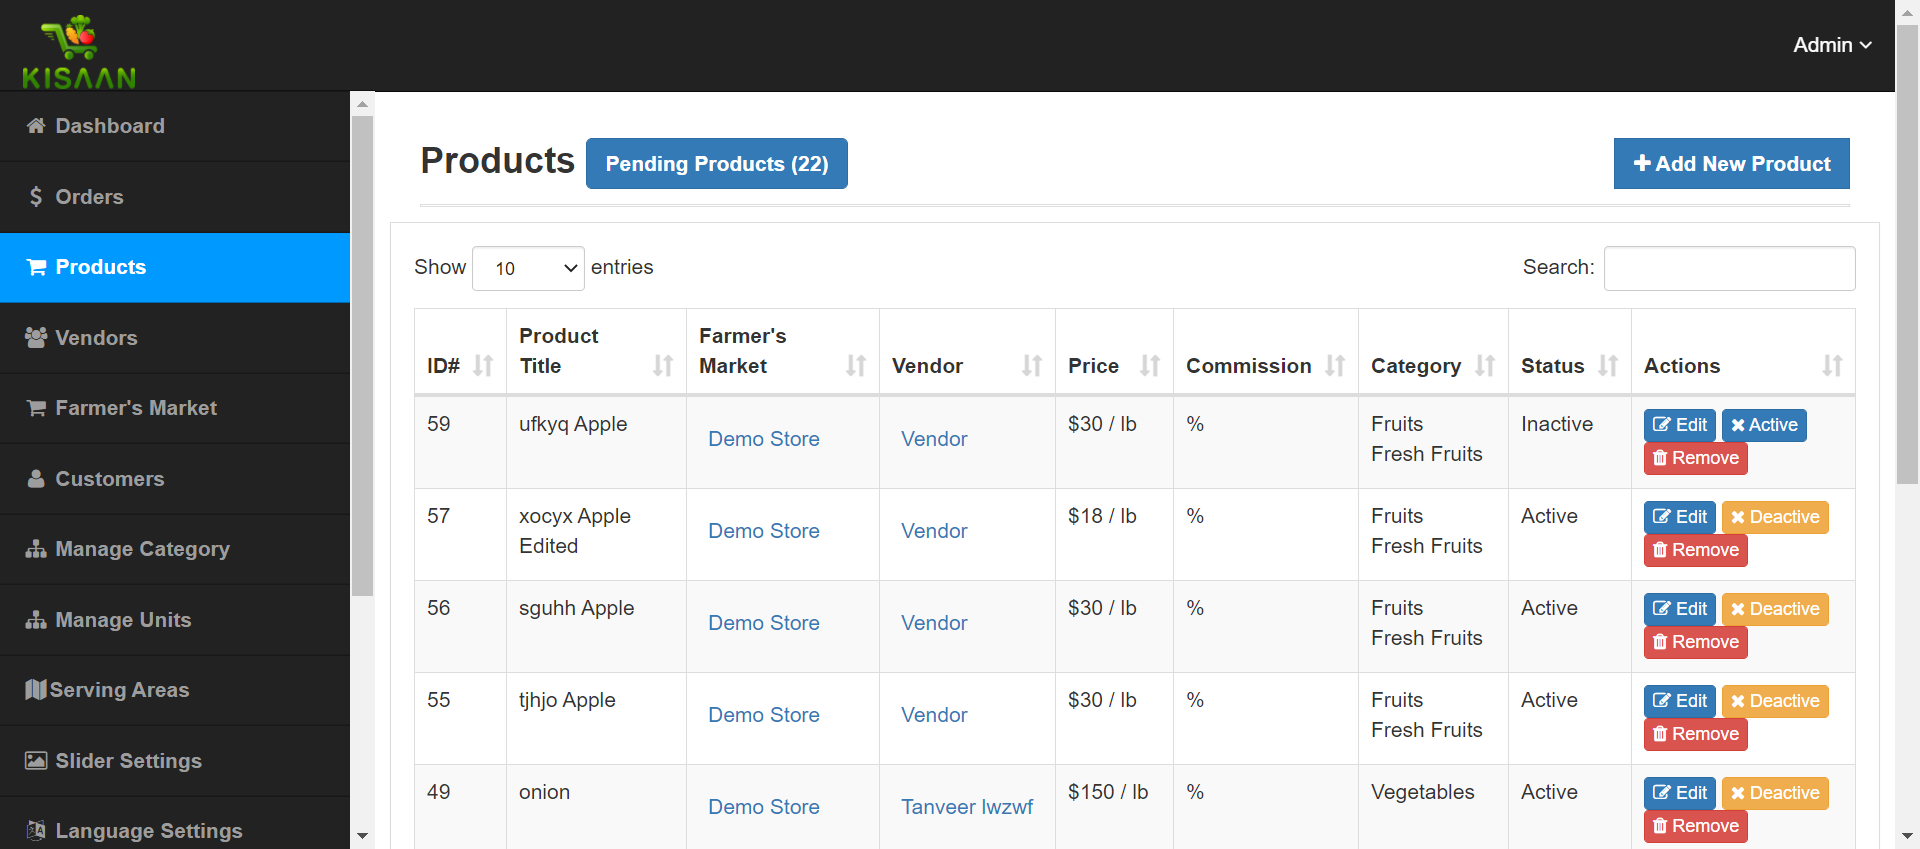 KISAAN
Admin
Dashboard
Orders
Products
Vendors
Farmer's Market
Customers
Manage Category
Manage Units
Serving Areas
Slider Settings
Language Settings
Products Pending Products (22) Add New Product
Show 10 entries Search:
ID# Product Title Farmer's Market Vendor Price Commission Category Status Actions
59 ufkyq Apple Demo Store Vendor $30 / lb % Fruits Inactive Edit Active
Fresh Fruits Remove
57 xocyx Apple Demo Store Vendor $18 / lb % Fruits Active Edit Deactive
Edited Fresh Fruits Remove
56 sguhh Apple Demo Store Vendor $30 / lb % Fruits Active Edit Deactive
Fresh Fruits Remove
55 tjhjo Apple Demo Store Vendor $30 / lb % Fruits Active Edit Deactive
Fresh Fruits Remove
49 onion Demo Store Tanveer lwzwf $150 / lb % Vegetables Active Edit Deactive
Remove